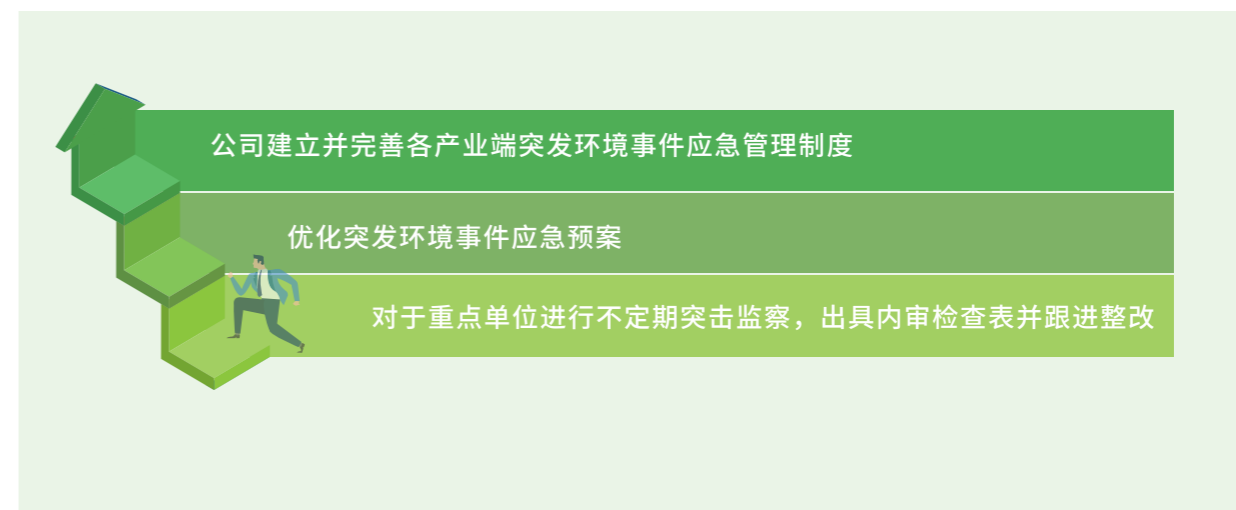 公司建立并完善各产业端突发环境事件应急管理制度
优化突发环境事件应急预案
对于重点单位进行不定期突击监察，出具内审检查表并跟进整改